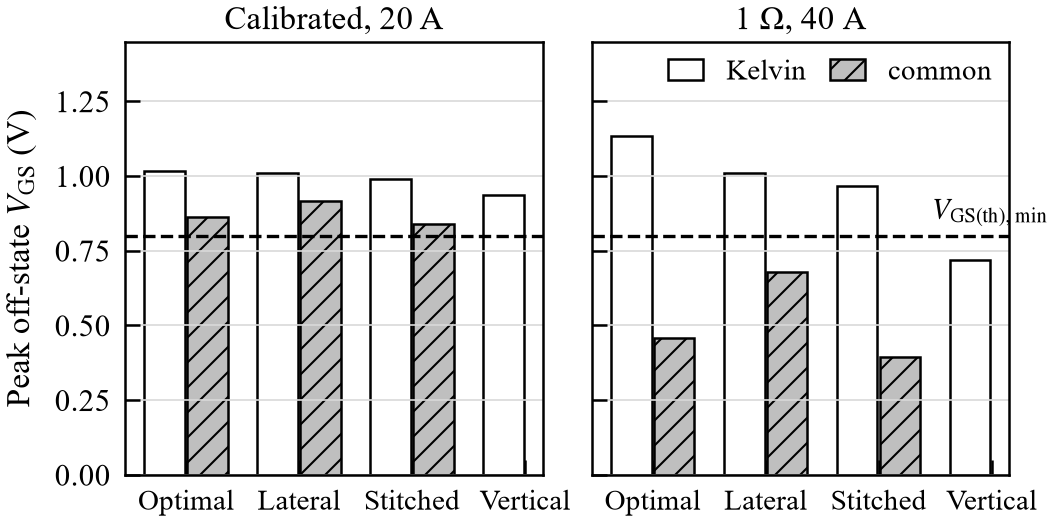 Calibrated, 20 A
1 Ω, 40 A
Peak off-state VGS (V)
1.25
1.00
0.75
0.50
0.25
0.00
Kelvin
common
VGS(th), min
Optimal
Lateral
Stitched
Vertical
Optimal
Lateral
Stitched
Vertical